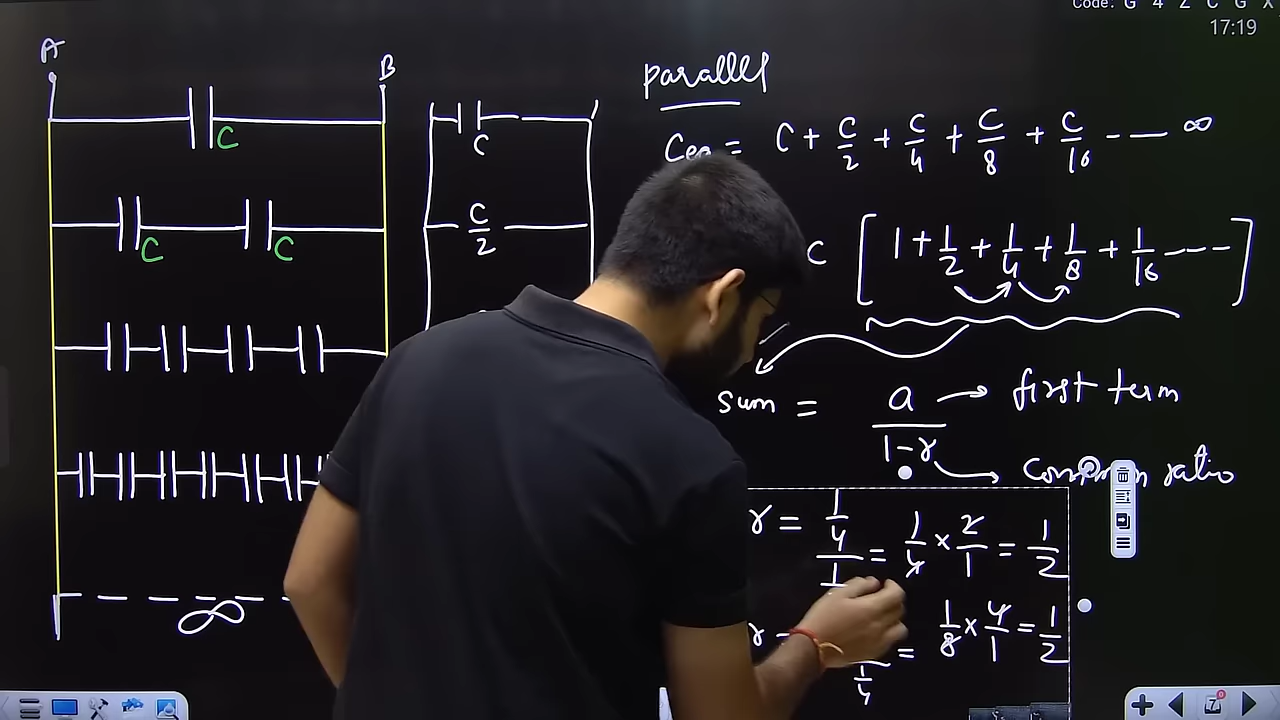 Code: G 4 Z C G X
17:19
A
B
C
C
C
∞
C
C/2
parallel
Ceq = C + C/2 + C/4 + C/8 + C/16 ----- ∞
C [ 1 + 1/2 + 1/4 + 1/8 + 1/16 ---- ]
sum = a/(1-r)
first term
common ratio
r = (1/4)/(1/ = 1/4 × 2/1 = 1/2
r = /(1/4) = 1/8 × 4/1 = 1/2